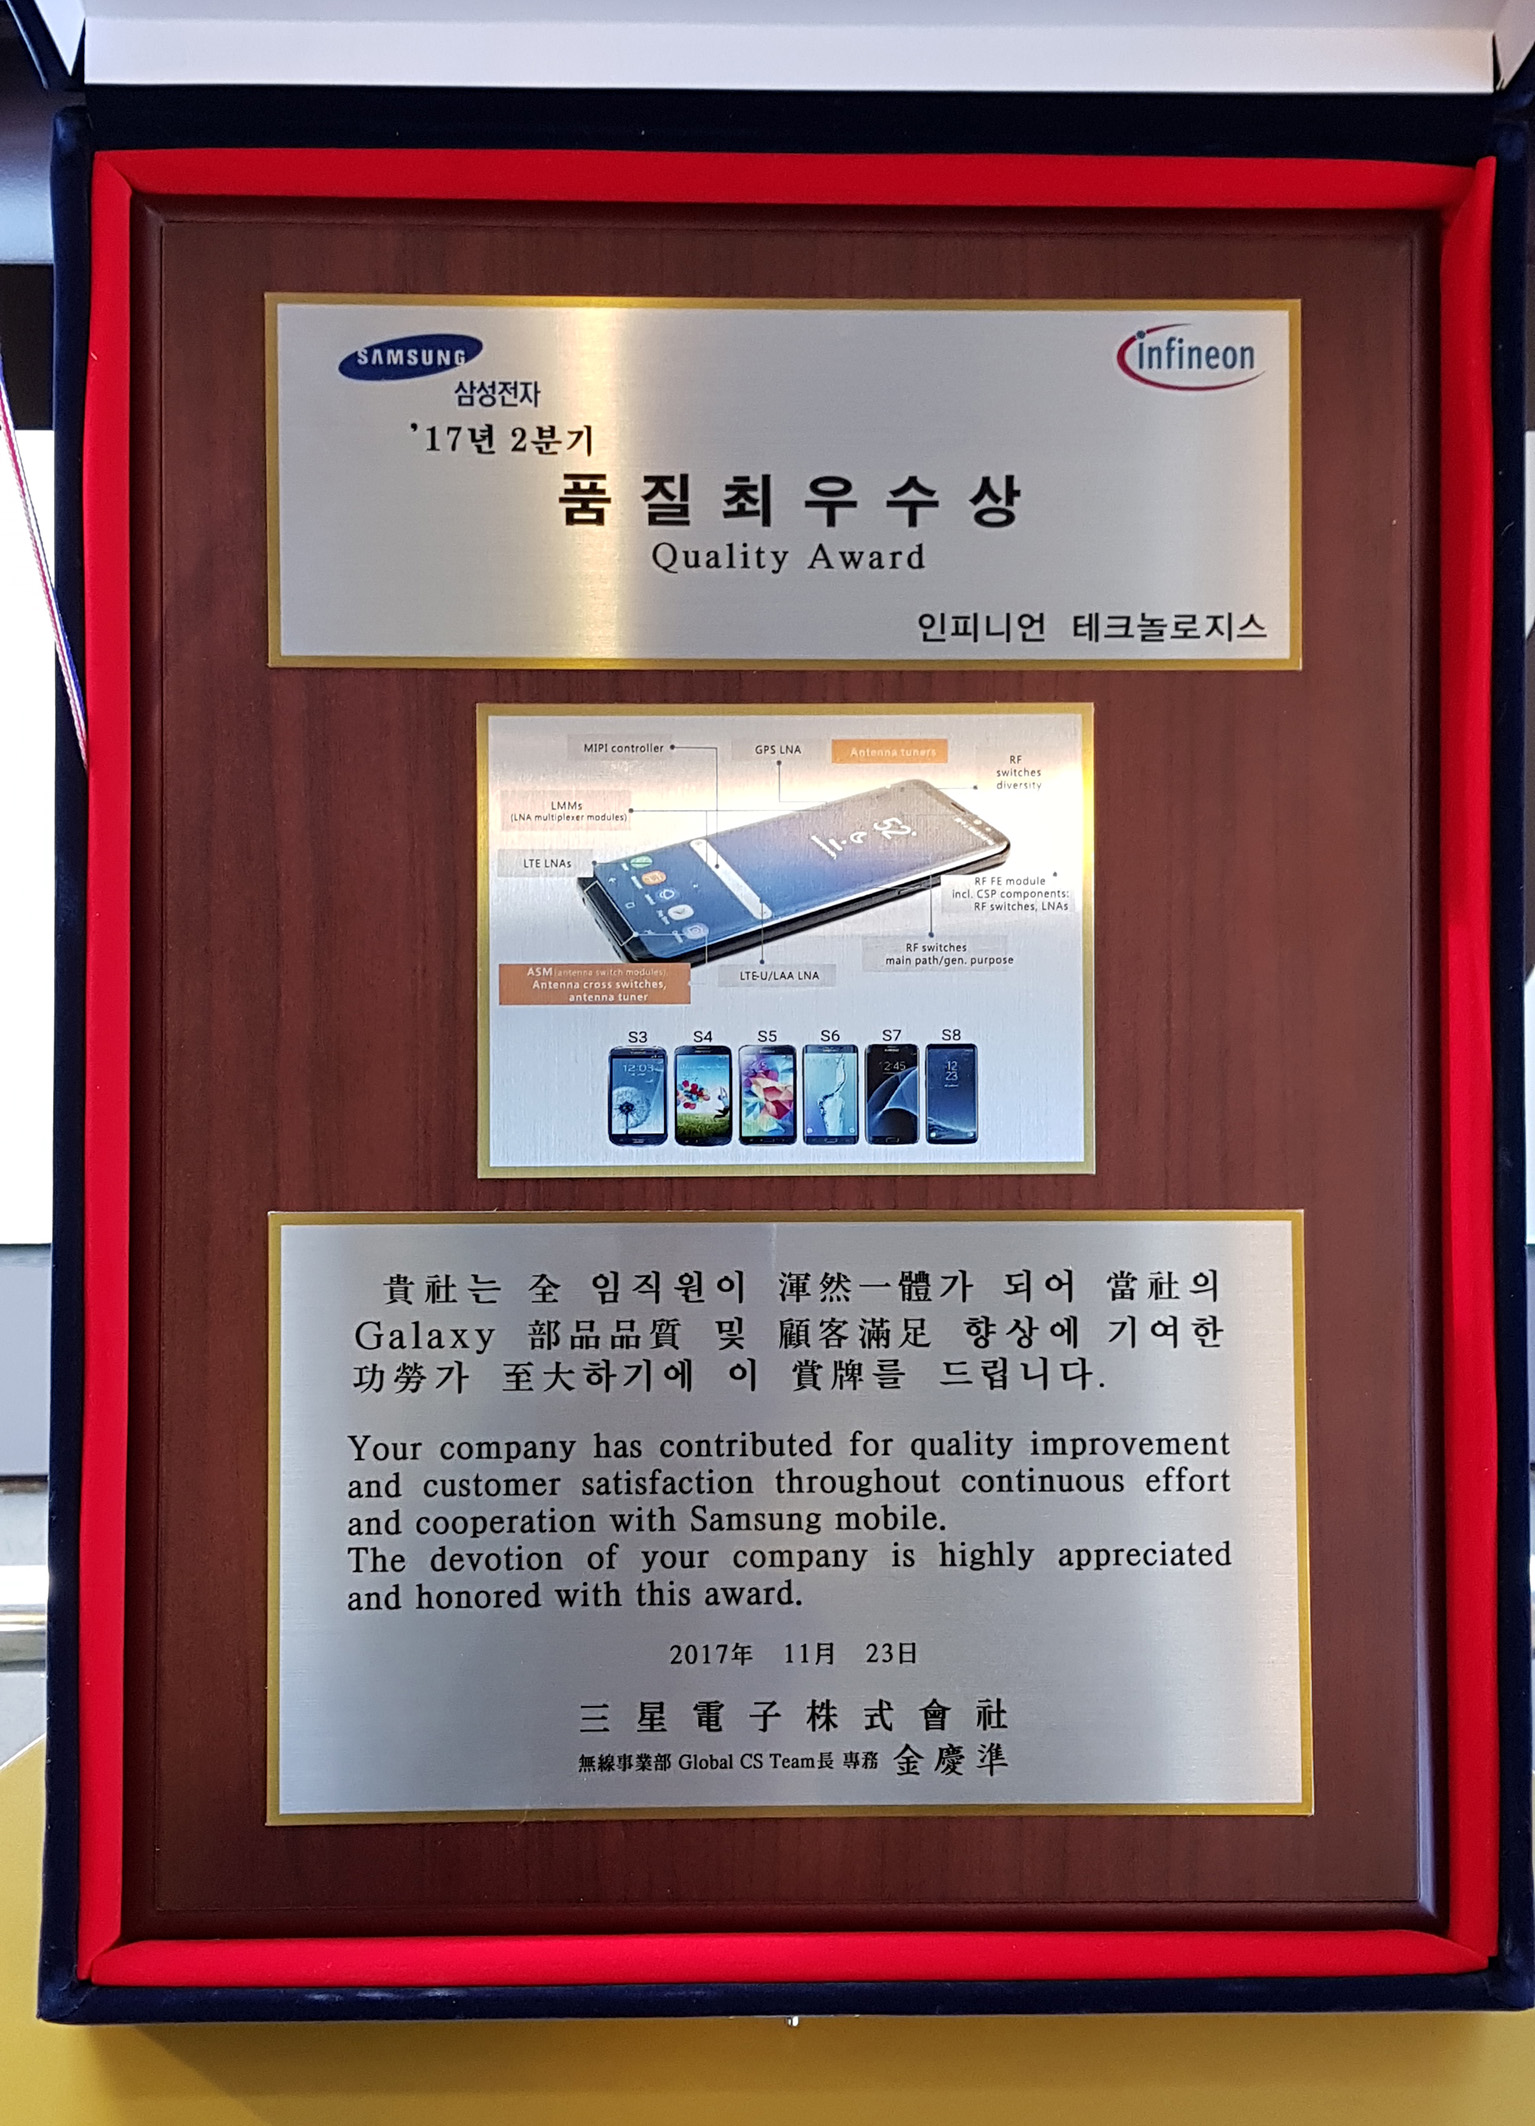 SAMSUNG
삼성전자
infineon
'17년 2분기
품질최우수상
Quality Award
인피니언 테크놀로지스
MIPI controller
GPS LNA
Antenna tuners
RF
switches
diversity
LMMs
(LNA multiplexer modules)
LTE LNAs
52°
RF FE module
incl. CSP components:
RF switches, LNAs
RF switches
main path/gen. purpose
LTE-U/LAA LNA
ASM (antenna switch modules),
Antenna cross switches,
antenna tuner
S3 S4 S5 S6 S7 S8
12:03
2:45
12
23
貴社는 全 임직원이 渾然一體가 되어 當社의
Galaxy 部品品質 및 顧客滿足 향상에 기여한
功勞가 至大하기에 이 賞牌를 드립니다.
Your company has contributed for quality improvement
and customer satisfaction throughout continuous effort
and cooperation with Samsung mobile.
The devotion of your company is highly appreciated
and honored with this award.
2017年 11月 23日
三星電子株式會社
無線事業部 Global CS Team長 專務 金慶準